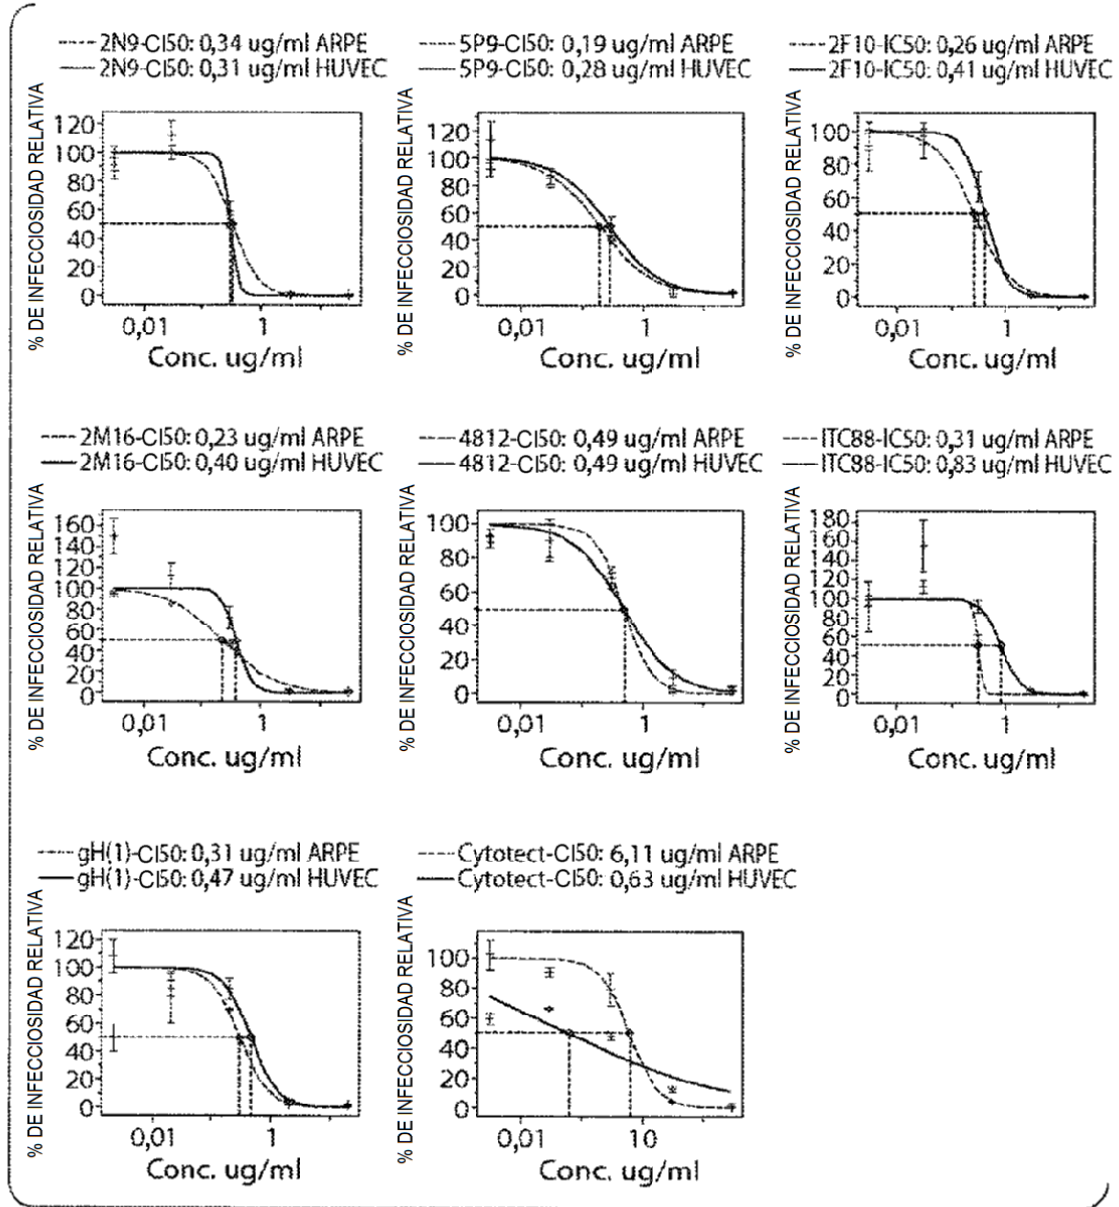 2N9-CI50: 0,34 ug/ml ARPE
2N9-CI50: 0,31 ug/ml HUVEC
% DE INFECCIOSIDAD RELATIVA
120
100
80
60
40
20
0
0,01 1
Conc. ug/ml
5P9-CI50: 0,19 ug/ml ARPE
5P9-CI50: 0,28 ug/ml HUVEC
% DE INFECCIOSIDAD RELATIVA
120
100
80
60
40
20
0
0,01 1
Conc. ug/ml
2F10-IC50: 0,26 ug/ml ARPE
2F10-IC50: 0,41 ug/ml HUVEC
% DE INFECCIOSIDAD RELATIVA
100
80
60
40
20
0
0,01 1
Conc. ug/ml
2M16-CI50: 0,23 ug/ml ARPE
2M16-CI50: 0,40 ug/ml HUVEC
% DE INFECCIOSIDAD RELATIVA
160
140
120
100
80
60
40
20
0
0,01 1
Conc. ug/ml
4812-CI50: 0,49 ug/ml ARPE
4812-CI50: 0,49 ug/ml HUVEC
% DE INFECCIOSIDAD RELATIVA
100
80
60
40
20
0
0,01 1
Conc. ug/ml
ITC88-IC50: 0,31 ug/ml ARPE
ITC88-IC50: 0,83 ug/ml HUVEC
% DE INFECCIOSIDAD RELATIVA
180
160
140
120
100
80
60
40
20
0
0,01 1
Conc. ug/ml
gH(1)-CI50: 0,31 ug/ml ARPE
gH(1)-CI50: 0,47 ug/ml HUVEC
% DE INFECCIOSIDAD RELATIVA
120
100
80
60
40
20
0
0,01 1
Conc. ug/ml
Cytotect-CI50: 6,11 ug/ml ARPE
Cytotect-CI50: 0,63 ug/ml HUVEC
% DE INFECCIOSIDAD RELATIVA
100
80
60
40
20
0
0,01 10
Conc. ug/ml